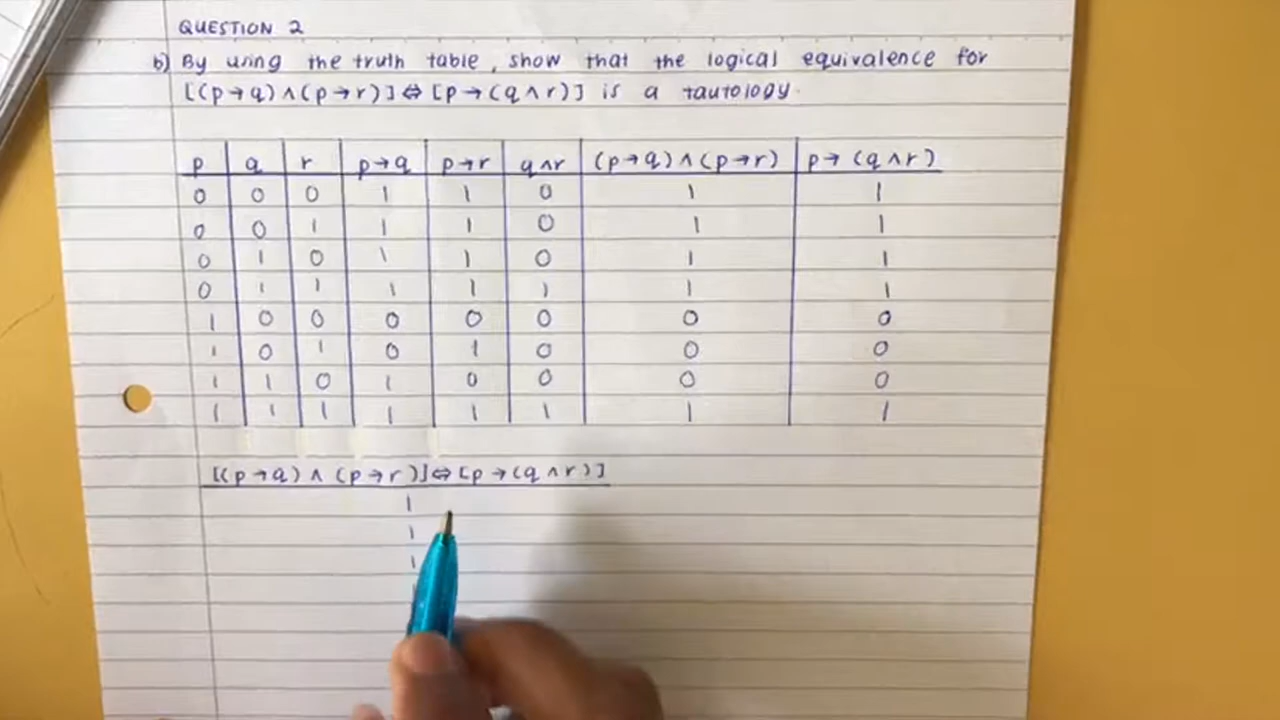 QUESTION 2
b) By using the truth table, show that the logical equivalence for
[(p→q)∧(p→r)]⇔[p→(q∧r)] is a tautology.
p q r p→q p→r q∧r (p→q)∧(p→r) p→(q∧r)
0 0 0 1 1 0 1 1
0 0 1 1 1 0 1 1
0 1 0 1 1 0 1 1
0 1 1 1 1 1 1 1
1 0 0 0 0 0 0 0
1 0 1 0 1 0 0 0
1 1 0 1 0 0 0 0
1 1 1 1 1 1 1 1
[(p→q)∧(p→r)]⇔[p→(q∧r)]
1
1
1